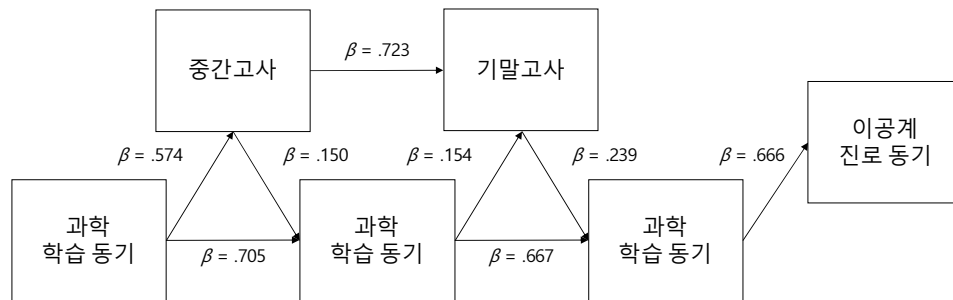 중간고사
β = .723
기말고사
이공계
진로 동기
β = .574
β = .150
β = .154
β = .239
β = .666
과학
학습 동기
β = .705
과학
학습 동기
β = .667
과학
학습 동기